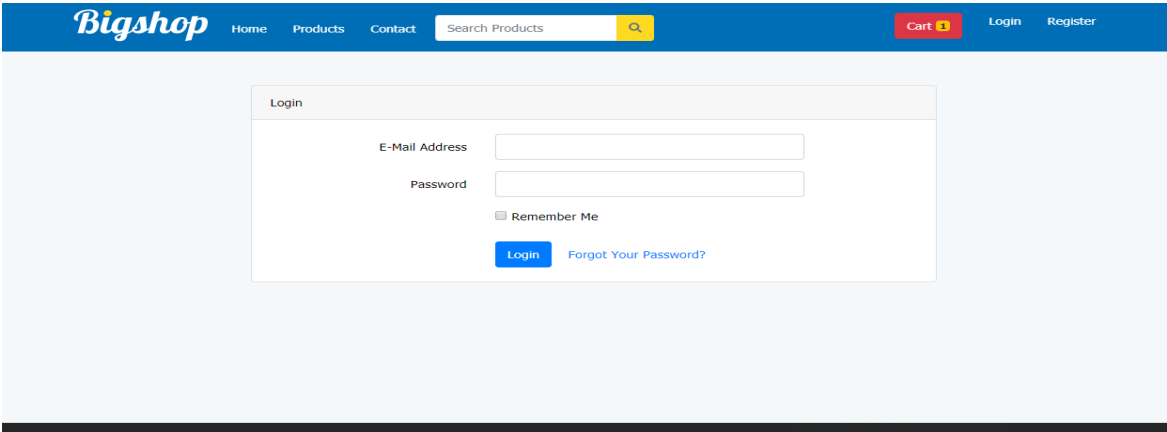 Bigshop Home Products Contact Search Products Cart 1 Login Register
Login
E-Mail Address
Password
Remember Me
Login Forgot Your Password?